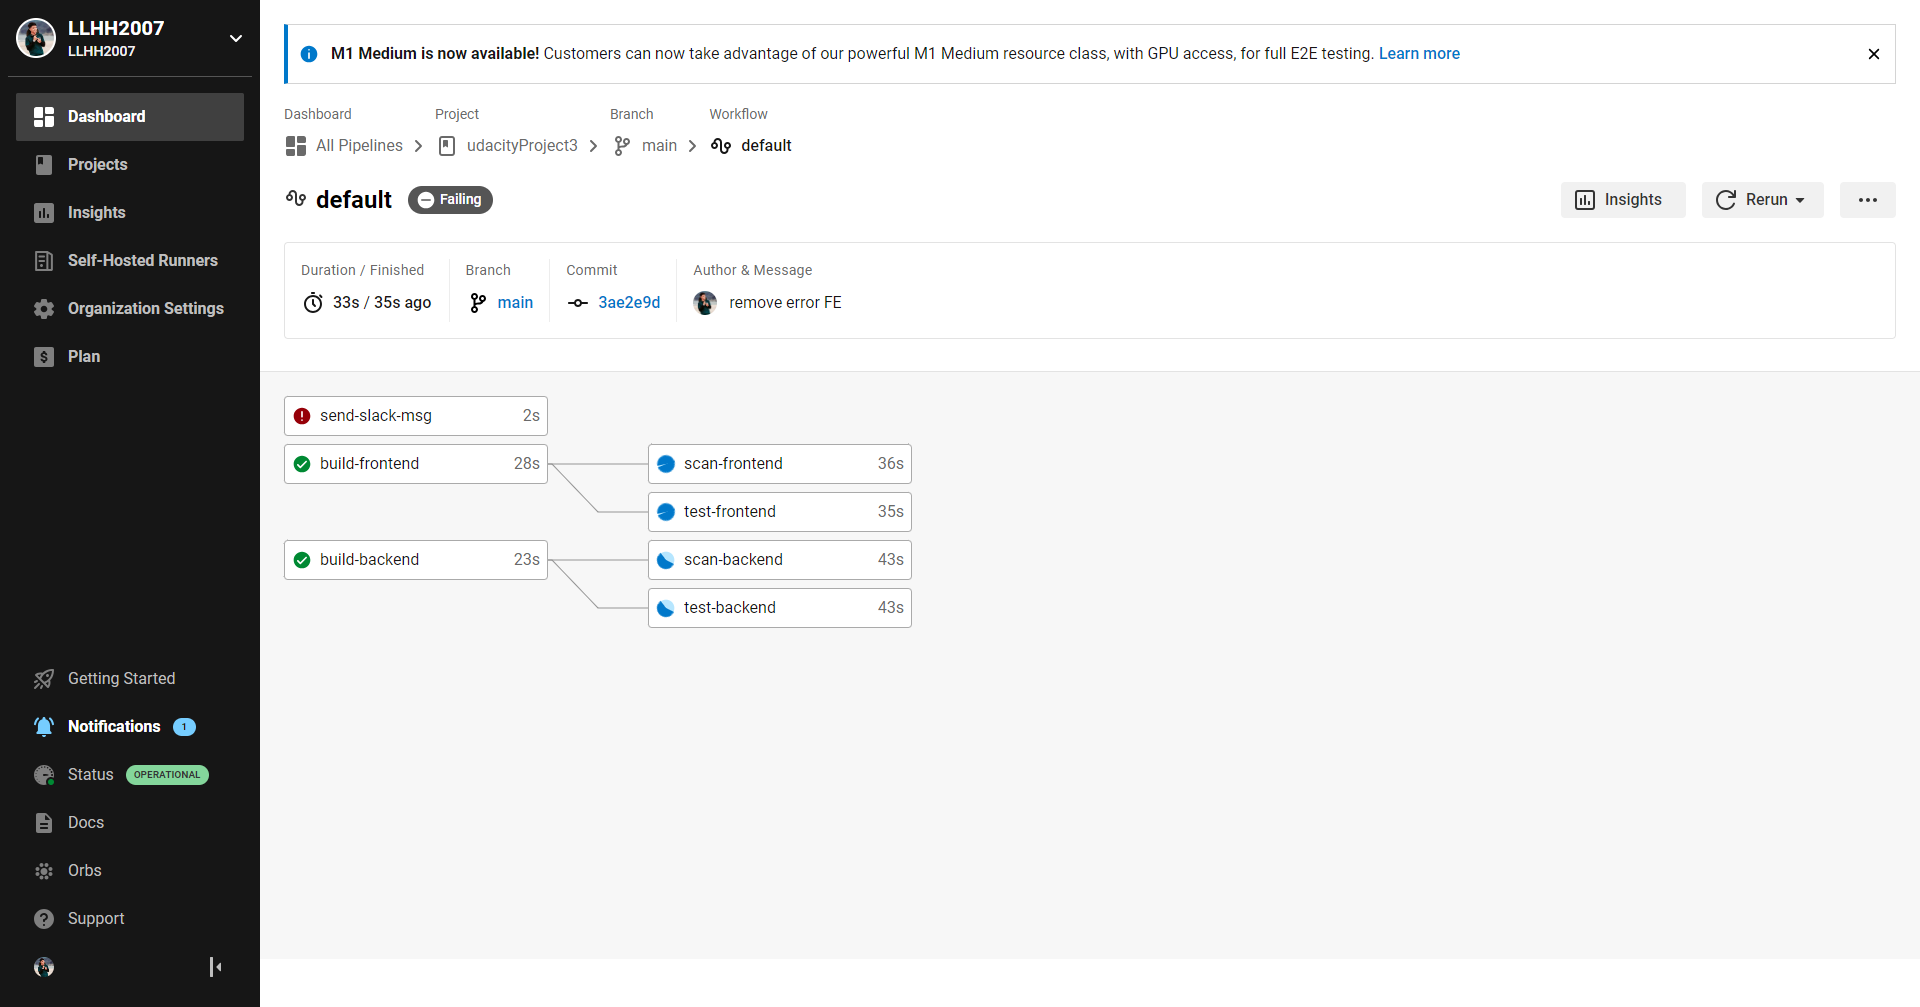 LLHH2007
LLHH2007
Dashboard
Projects
Insights
Self-Hosted Runners
Organization Settings
Plan
Getting Started
Notifications 1
Status OPERATIONAL
Docs
Orbs
Support
M1 Medium is now available! Customers can now take advantage of our powerful M1 Medium resource class, with GPU access, for full E2E testing. Learn more
Dashboard Project Branch Workflow
All Pipelines udacityProject3 main default
default Failing Insights Rerun
Duration / Finished Branch Commit Author & Message
33s / 35s ago main 3ae2e9d remove error FE
send-slack-msg 2s
build-frontend 28s scan-frontend 36s
test-frontend 35s
build-backend 23s scan-backend 43s
test-backend 43s